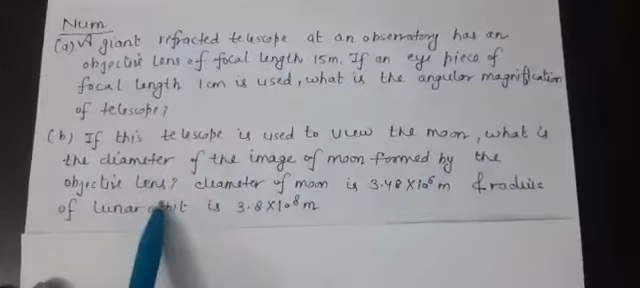 Num
(a) A giant refracted telescope at an observatory has an
objective lens of focal length 15m. If an eye piece of
focal length 1cm is used, what is the angular magnification
of telescope?
(b) If this telescope is used to view the moon, what is
the diameter of the image of moon formed by the
objective lens? diameter of moon is 3.48 X 10⁶ m & radius
of lunar orbit is 3.8 X 10⁸ m